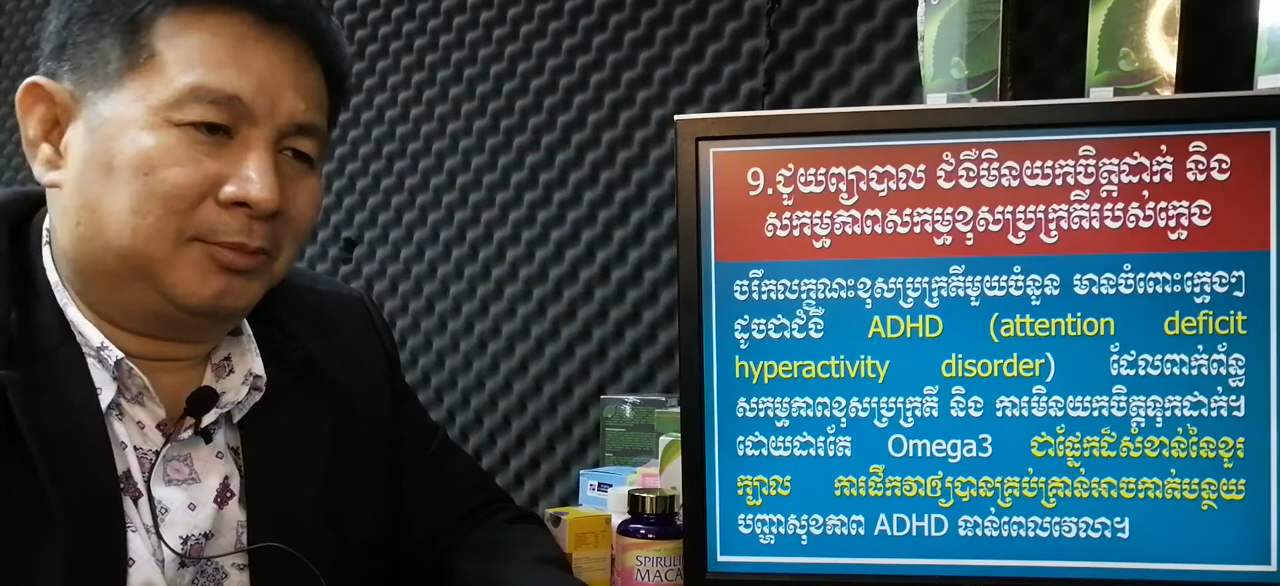 9.ជួយព្យាបាល ជំងឺមិនយកចិត្តដាក់ និង
សកម្មភាពសកម្មខុសប្រក្រតីរបស់ក្មេង
ចរឹកលក្ខណះខុសប្រក្រតីមួយចំនួន មានចំពោះក្មេងៗ
ដូចជាជំងឺ ADHD (attention deficit
hyperactivity disorder) ដែលពាក់ព័ន្ធ
សកម្មភាពខុសប្រក្រតី និង ការមិនយកចិត្តទុកដាក់។
ដោយដារតែ Omega3 ជាផ្នែកដ៏សំខាន់នៃខួរ
ក្បាល ការផឹកវាឲ្យបានគ្រប់គ្រាន់អាចកាត់បន្ថយ
បញ្ហាសុខភាព ADHD ទាន់ពេលវេលា។
MACA